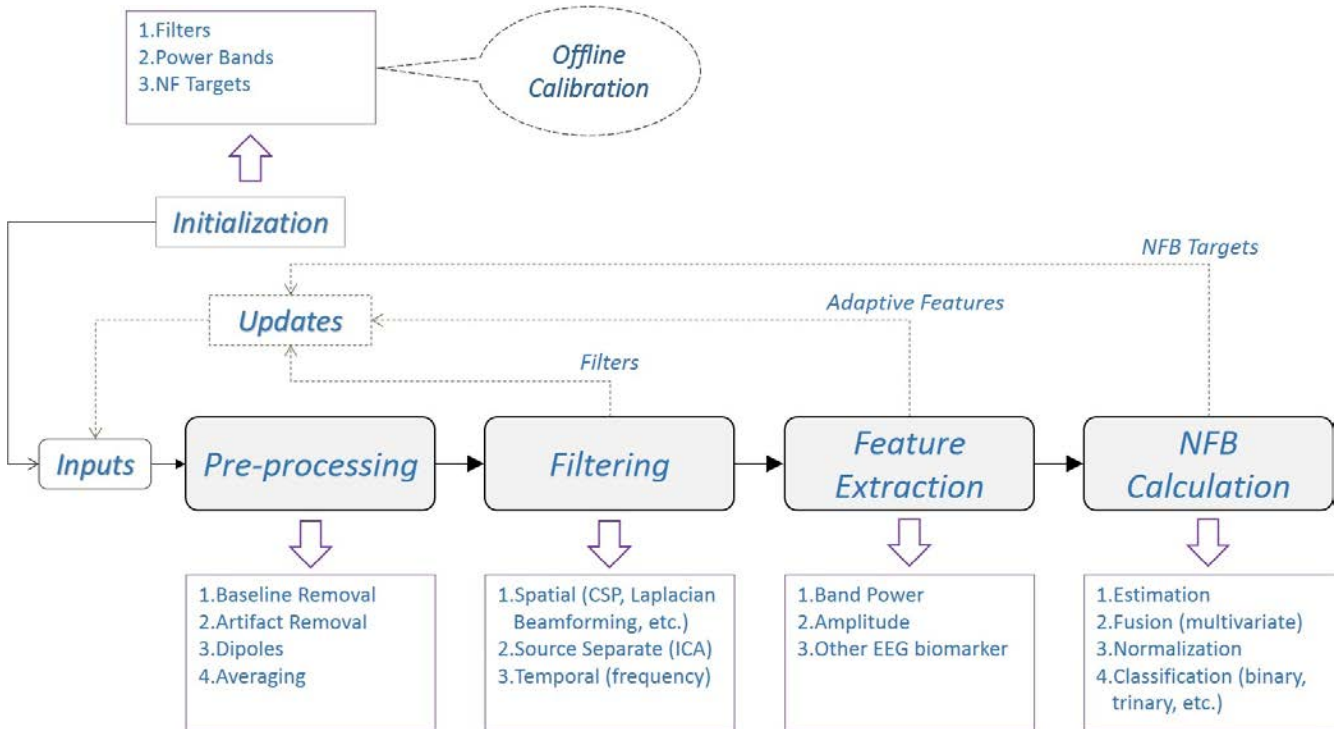 1.Filters
2.Power Bands
3.NF Targets
Offline
Calibration
Initialization
NFB Targets
Updates
Adaptive Features
Filters
Inputs
Pre-processing
Filtering
Feature
Extraction
NFB
Calculation
1.Baseline Removal
2.Artifact Removal
3.Dipoles
4.Averaging
1.Spatial (CSP, Laplacian
Beamforming, etc.)
2.Source Separate (ICA)
3.Temporal (frequency)
1.Band Power
2.Amplitude
3.Other EEG biomarker
1.Estimation
2.Fusion (multivariate)
3.Normalization
4.Classification (binary,
trinary, etc.)